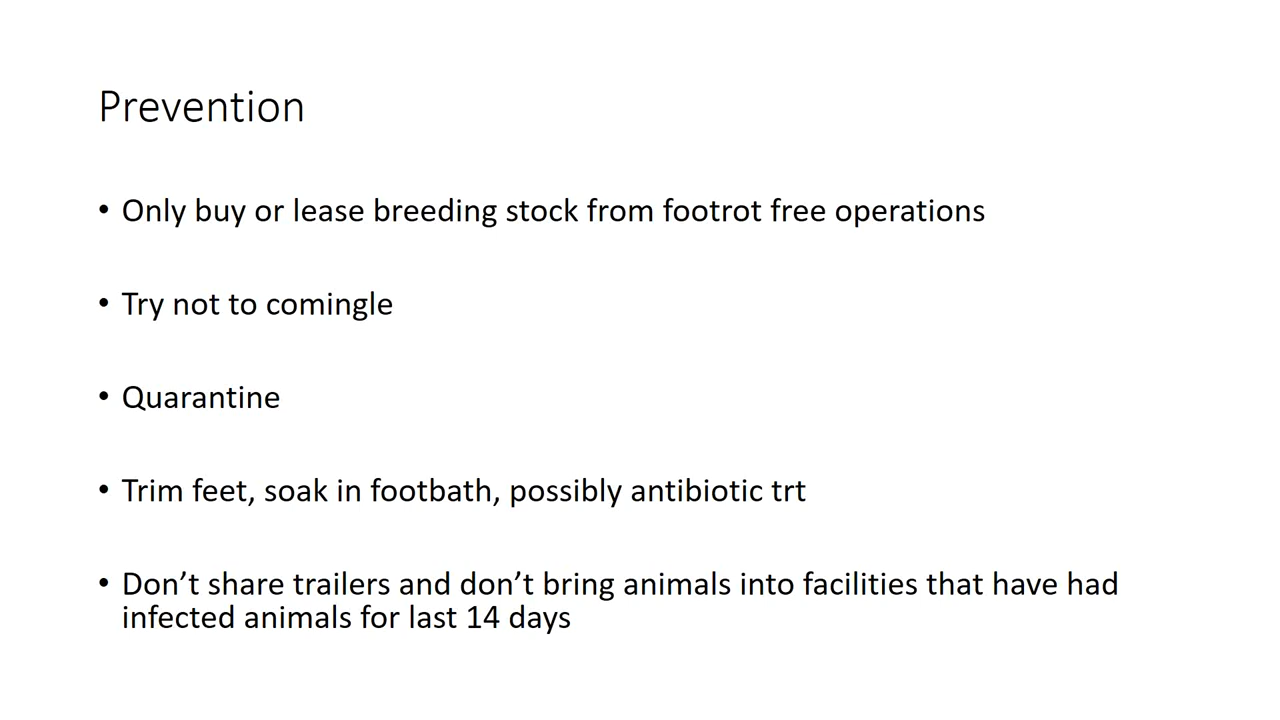 Prevention
• Only buy or lease breeding stock from footrot free operations
• Try not to comingle
• Quarantine
• Trim feet, soak in footbath, possibly antibiotic trt
• Don’t share trailers and don’t bring animals into facilities that have had
infected animals for last 14 days